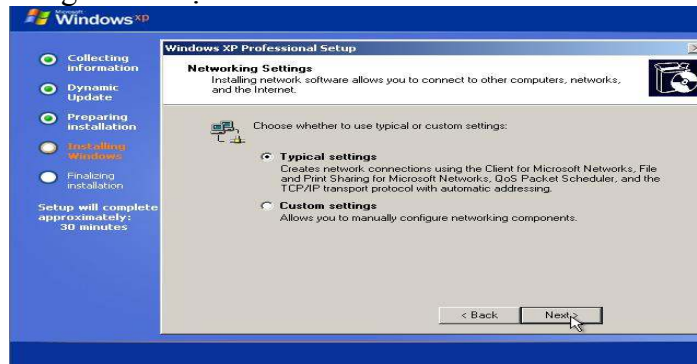 Microsoft
Windows xp
Collecting
information
Dynamic
Update
Preparing
installation
Installing
Windows
Finalizing
installation
Setup will complete
approximately:
30 minutes
Windows XP Professional Setup
Networking Settings
Installing network software allows you to connect to other computers, networks,
and the Internet.
Choose whether to use typical or custom settings:
Typical settings
Creates network connections using the Client for Microsoft Networks, File
and Print Sharing for Microsoft Networks, QoS Packet Scheduler, and the
TCP/IP transport protocol with automatic addressing.
Custom settings
Allows you to manually configure networking components.
< Back
Next >